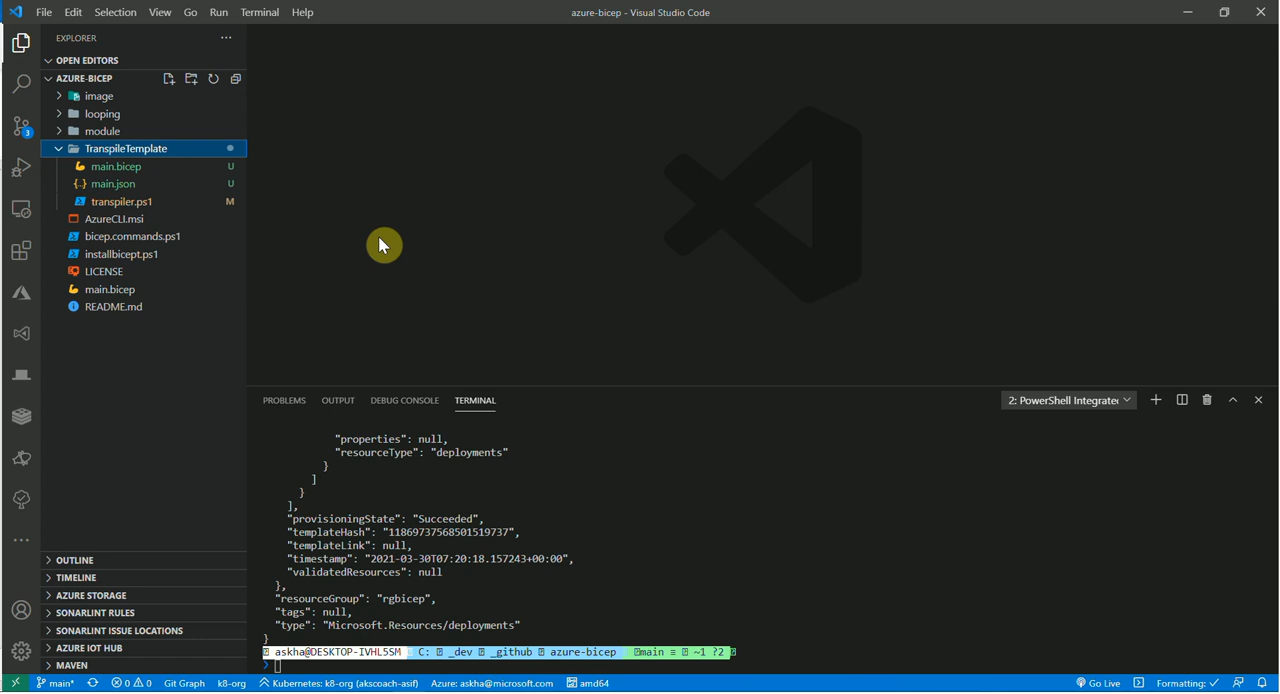 File Edit Selection View Go Run Terminal Help
azure-bicep - Visual Studio Code
EXPLORER
OPEN EDITORS
AZURE-BICEP
image
looping
module
TranspileTemplate
main.bicep U
main.json U
transpiler.ps1 M
AzureCLI.msi
bicep.commands.ps1
installbicept.ps1
LICENSE
main.bicep
README.md
3
OUTLINE
TIMELINE
AZURE STORAGE
SONARLINT RULES
SONARLINT ISSUE LOCATIONS
AZURE IOT HUB
MAVEN
PROBLEMS OUTPUT DEBUG CONSOLE TERMINAL
2: PowerShell Integrate
"properties": null,
"resourceType": "deployments"
}
]
}
],
"provisioningState": "Succeeded",
"templateHash": "11869737568501519737",
"templateLink": null,
"timestamp": "2021-03-30T07:20:18.157243+00:00",
"validatedResources": null
},
"resourceGroup": "rgbicep",
"tags": null,
"type": "Microsoft.Resources/deployments"
}
askha@DESKTOP-IVHL5SM C: _dev _github azure-bicep main ≡ ~1 ?2
main* 0 0 Git Graph k8-org Kubernetes: k8-org (akscoach-asif) Azure: askha@microsoft.com amd64
Go Live Formatting: ✓